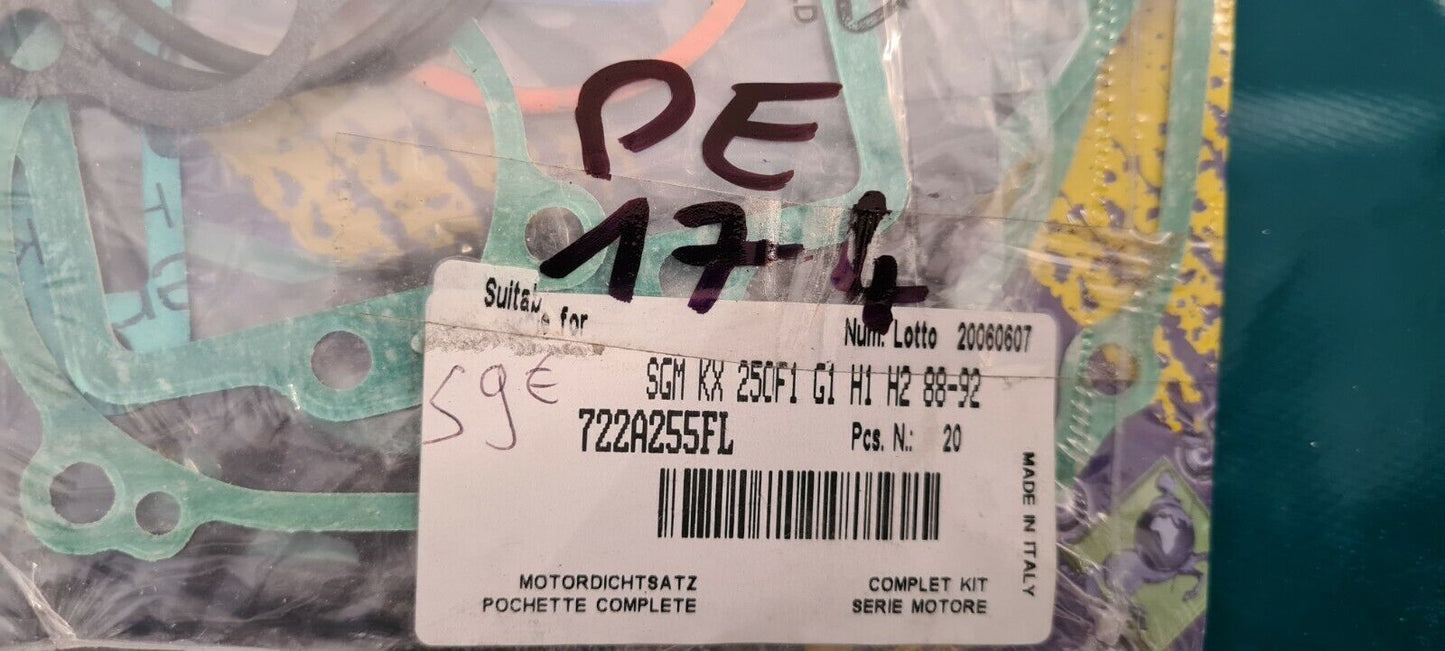 PE
17-4
Suitab
e for
Num. Lotto 20060607
59€
SGM KX 250F1 G1 H1 H2 88-92
722A255FL
Pcs. N.: 20
MADE IN ITALY
MOTORDICHTSATZ
COMPLET KIT
POCHETTE COMPLETE
SERIE MOTORE